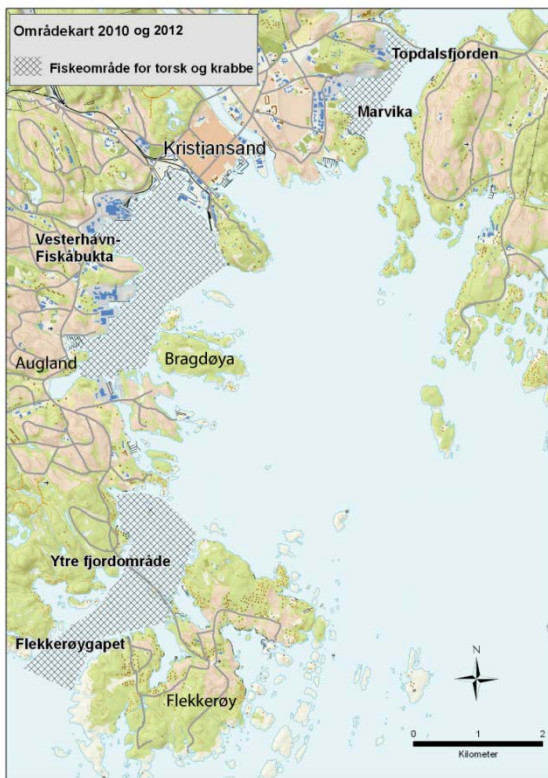 Områdekart 2010 og 2012
Fiskeområde for torsk og krabbe
Topdalsfjorden
Marvika
Kristiansand
Vesterhavn-
Fiskåbukta
Augland
Bragdøya
Ytre fjordområde
Flekkerøygapet
Flekkerøy
N
0 1 2
Kilometer